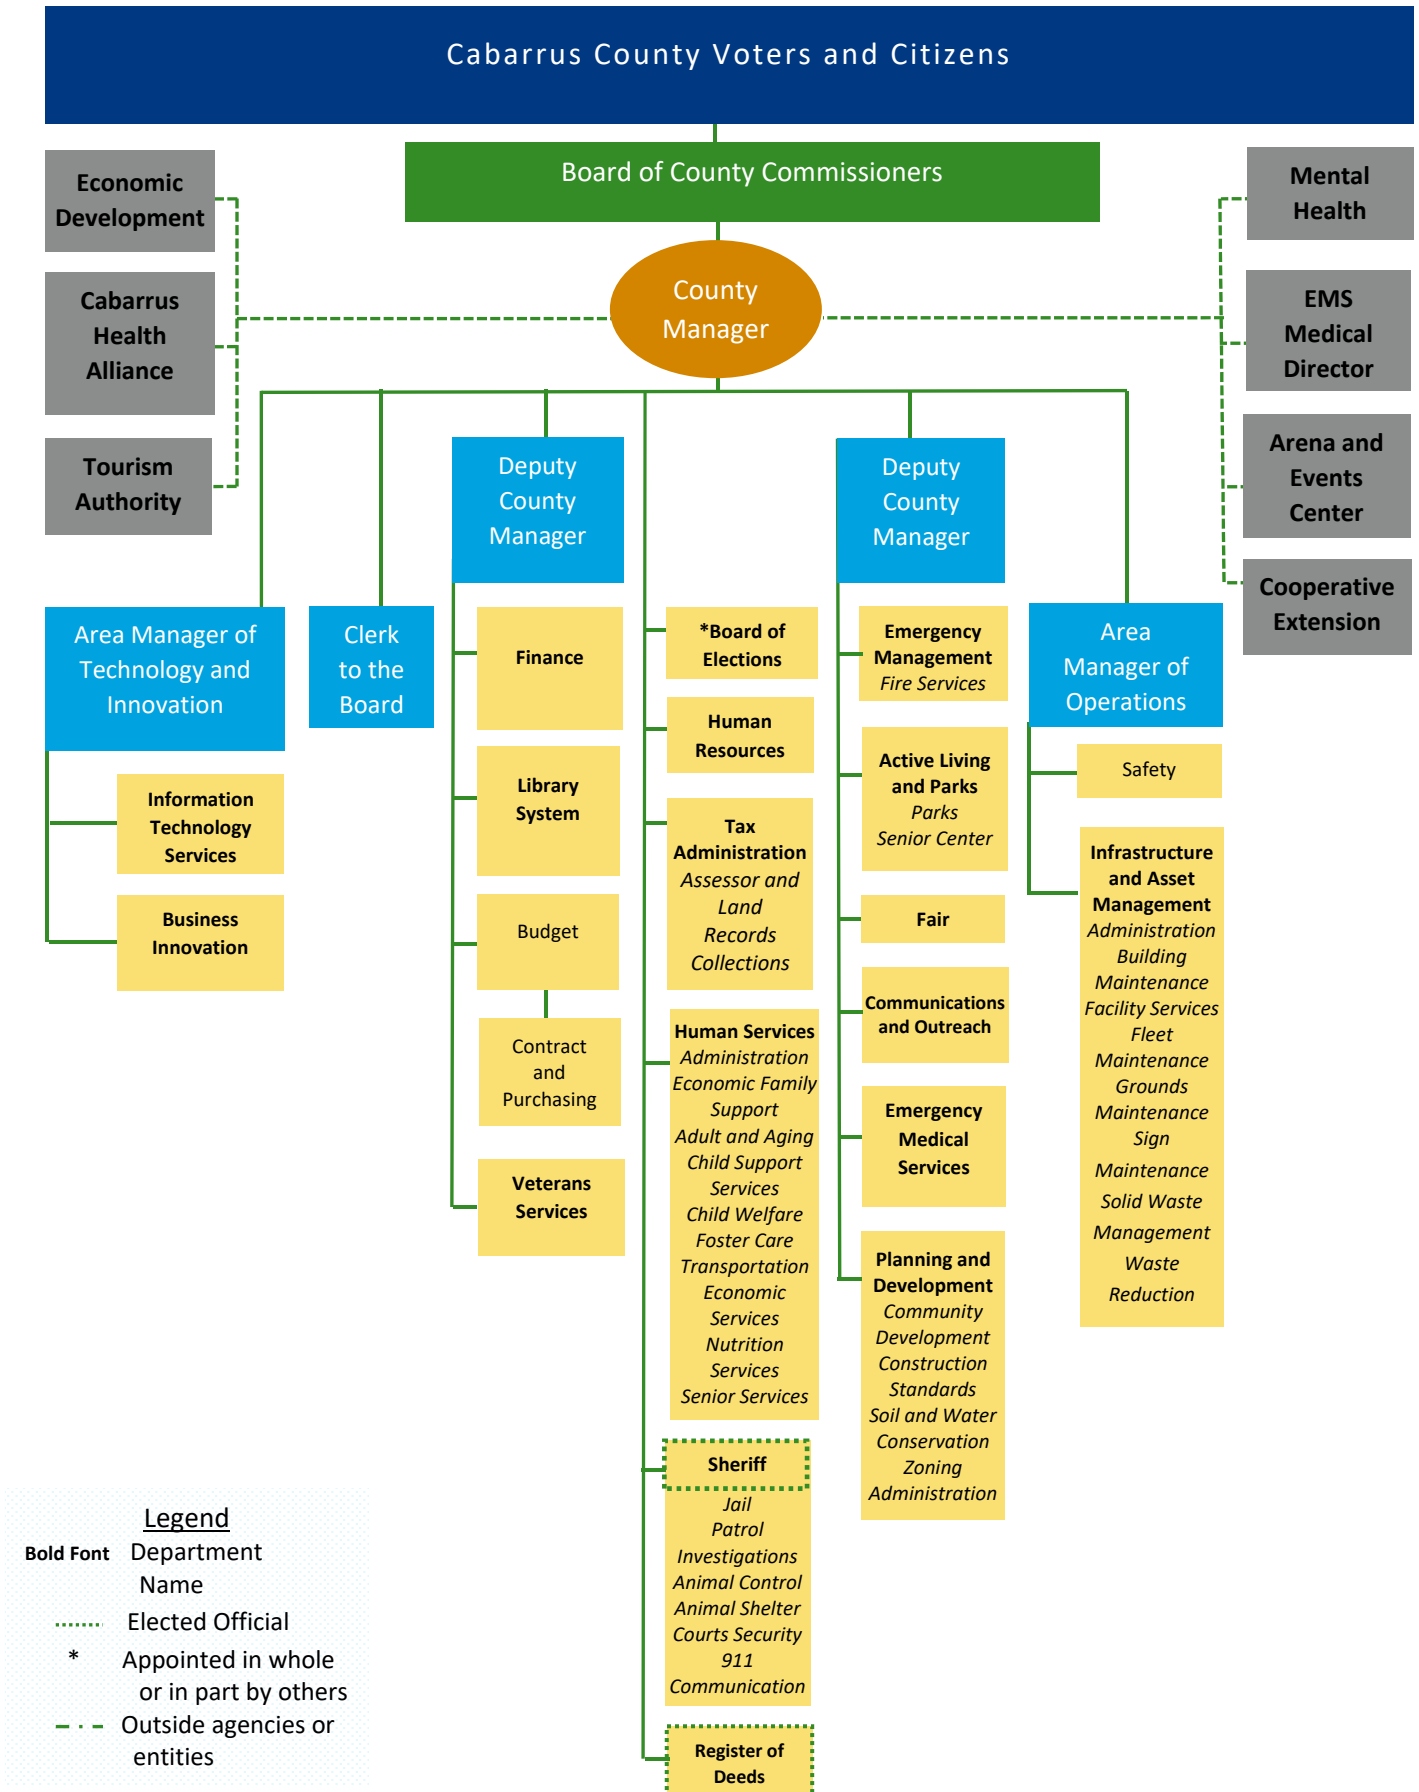 Cabarrus County Voters and Citizens
Board of County Commissioners
County
Manager
Economic
Development
Cabarrus
Health
Alliance
Tourism
Authority
Mental
Health
EMS
Medical
Director
Arena and
Events
Center
Cooperative
Extension
Area Manager of
Technology and
Innovation
Information
Technology
Services
Business
Innovation
Clerk
to the
Board
Deputy
County
Manager
Finance
Library
System
Budget
Contract
and
Purchasing
Veterans
Services
*Board of
Elections
Human
Resources
Tax
Administration
Assessor and
Land
Records
Collections
Human Services
Administration
Economic Family
Support
Adult and Aging
Child Support
Services
Child Welfare
Foster Care
Transportation
Economic
Services
Nutrition
Services
Senior Services
Sheriff
Jail
Patrol
Investigations
Animal Control
Animal Shelter
Courts Security
911
Communication
Register of
Deeds
Deputy
County
Manager
Emergency
Management
Fire Services
Active Living
and Parks
Parks
Senior Center
Fair
Communications
and Outreach
Emergency
Medical
Services
Planning and
Development
Community
Development
Construction
Standards
Soil and Water
Conservation
Zoning
Administration
Area
Manager of
Operations
Safety
Infrastructure
and Asset
Management
Administration
Building
Maintenance
Facility Services
Fleet
Maintenance
Grounds
Maintenance
Sign
Maintenance
Solid Waste
Management
Waste
Reduction
Legend
Bold Font Department
Name
Elected Official
* Appointed in whole
or in part by others
Outside agencies or
entities